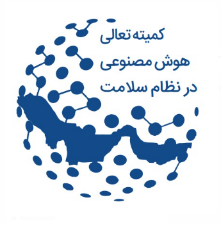 کمیته تعالی
هوش مصنوعی
در نظام سلامت